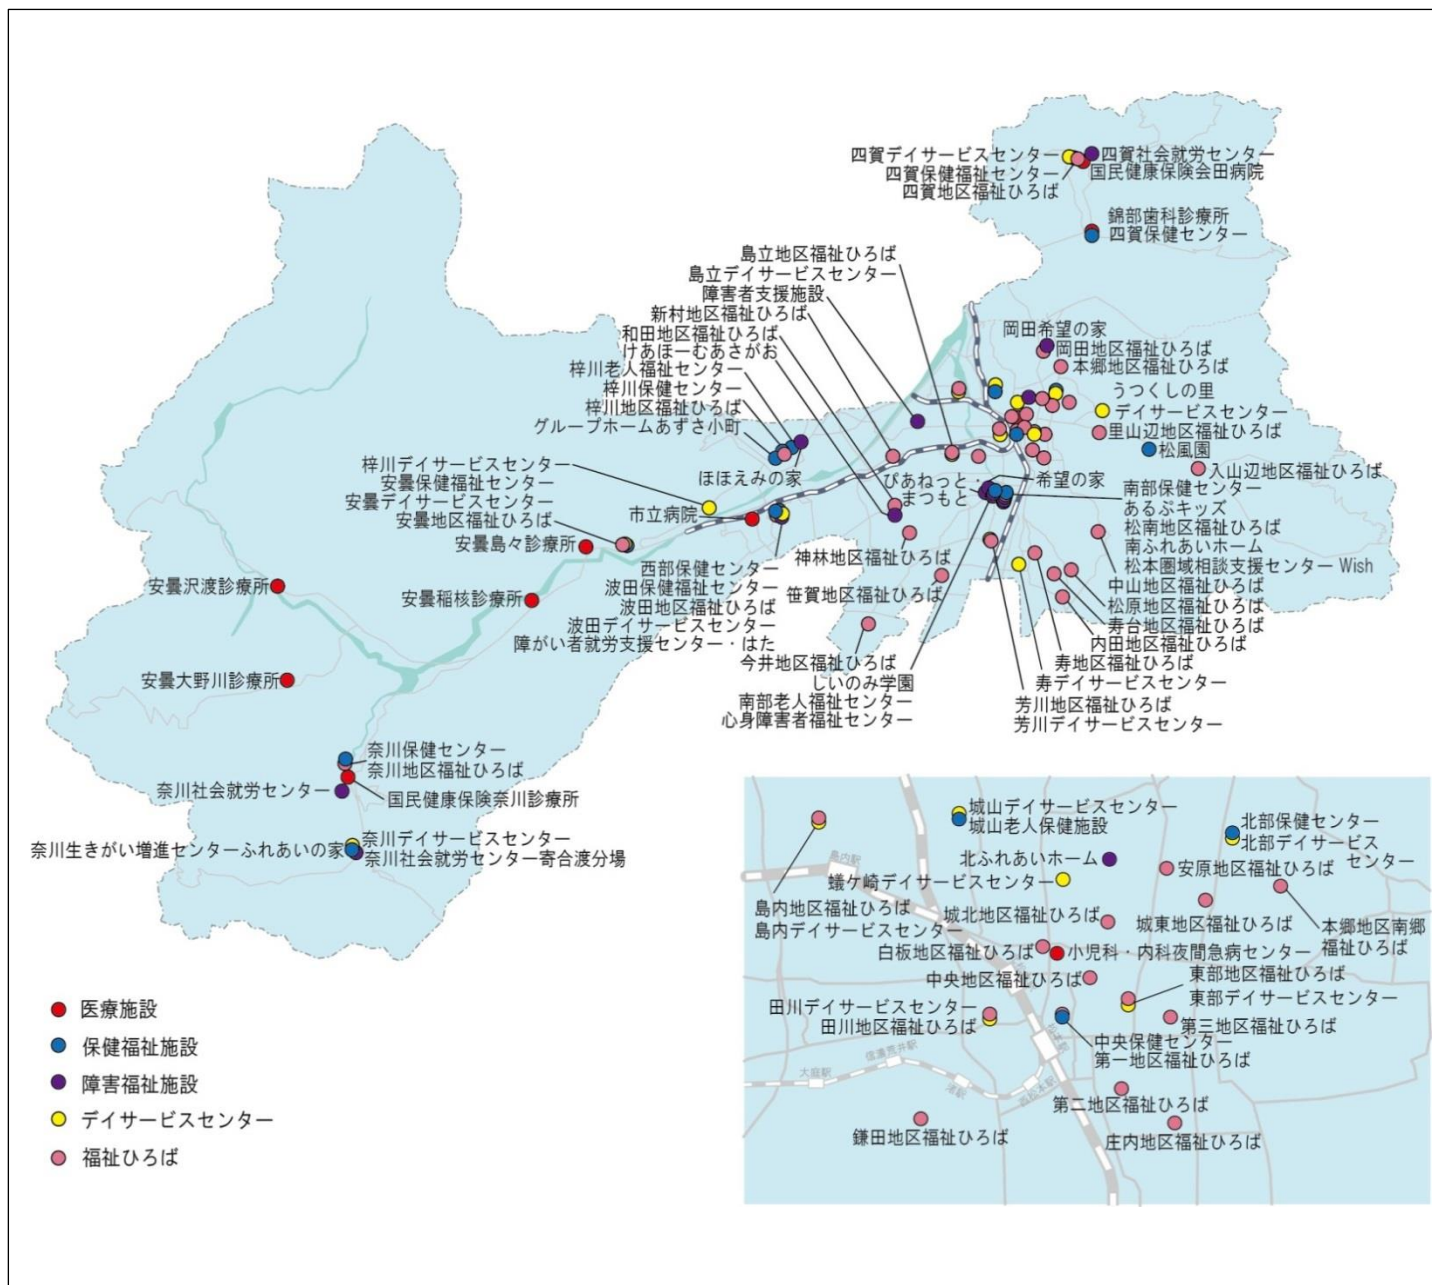 四賀デイサービスセンター
四賀保健福祉センター
四賀地区福祉ひろば
四賀社会就労センター
国民健康保険会田病院
錦部歯科診療所
四賀保健センター
島立地区福祉ひろば
島立デイサービスセンター
障害者支援施設
新村地区福祉ひろば
和田地区福祉ひろば
けあほーむあさがお
梓川老人福祉センター
梓川保健センター
梓川地区福祉ひろば
グループホームあずさ小町
ほほえみの家
梓川デイサービスセンター
安曇保健福祉センター
安曇デイサービスセンター
安曇地区福祉ひろば
市立病院
安曇島々診療所
安曇沢渡診療所
安曇稲核診療所
安曇大野川診療所
岡田希望の家
岡田地区福祉ひろば
本郷地区福祉ひろば
うつくしの里
デイサービスセンター
里山辺地区福祉ひろば
松風園
入山辺地区福祉ひろば
ぴあねっと・
まつもと
希望の家
南部保健センター
あるぷキッズ
松南地区福祉ひろば
南ふれあいホーム
松本圏域相談支援センター Wish
中山地区福祉ひろば
松原地区福祉ひろば
寿台地区福祉ひろば
内田地区福祉ひろば
寿地区福祉ひろば
寿デイサービスセンター
芳川地区福祉ひろば
芳川デイサービスセンター
神林地区福祉ひろば
笹賀地区福祉ひろば
今井地区福祉ひろば
しいのみ学園
南部老人福祉センター
心身障害者福祉センター
西部保健センター
波田保健福祉センター
波田地区福祉ひろば
波田デイサービスセンター
障がい者就労支援センター・はた
奈川保健センター
奈川地区福祉ひろば
奈川社会就労センター
国民健康保険奈川診療所
奈川デイサービスセンター
奈川生きがい増進センターふれあいの家
奈川社会就労センター寄合渡分場
医療施設
保健福祉施設
障害福祉施設
デイサービスセンター
福祉ひろば
城山デイサービスセンター
城山老人保健施設
北部保健センター
北部デイサービス
センター
島内駅
北ふれあいホーム
蟻ケ崎デイサービスセンター
安原地区福祉ひろば
島内地区福祉ひろば
島内デイサービスセンター
城北地区福祉ひろば
城東地区福祉ひろば
本郷地区南郷
福祉ひろば
白板地区福祉ひろば
小児科・内科夜間急病センター
中央地区福祉ひろば
東部地区福祉ひろば
東部デイサービスセンター
田川デイサービスセンター
田川地区福祉ひろば
第三地区福祉ひろば
中央保健センター
第一地区福祉ひろば
信濃荒井駅
大庭駅
渚駅
西松本駅
第二地区福祉ひろば
鎌田地区福祉ひろば
庄内地区福祉ひろば